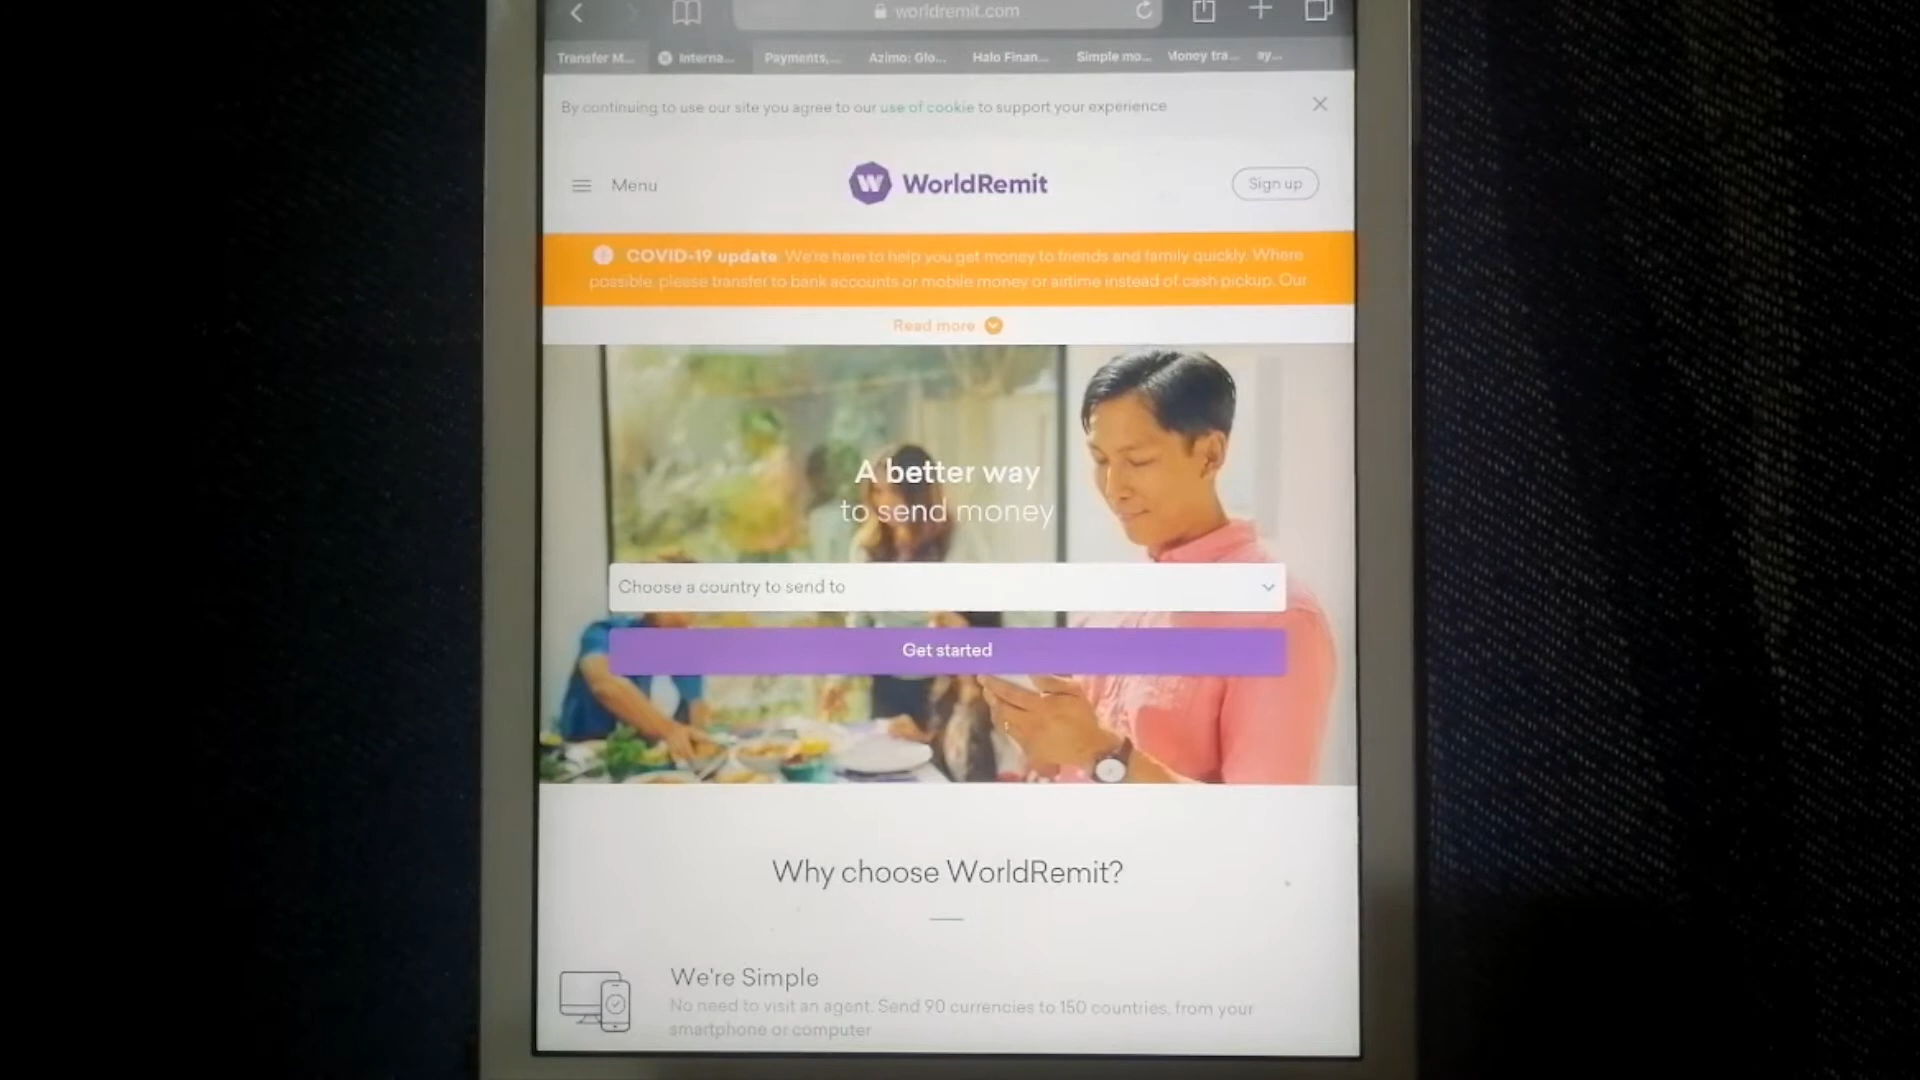 worldremit.com
Transfer M... Interna... Payments,... Azimo: Glo... Halo Finan... Simple mo... Money tra... ay...
By continuing to use our site you agree to our use of cookie to support your experience
Menu WorldRemit Sign up
COVID-19 update We're here to help you get money to friends and family quickly. Where
possible, please transfer to bank accounts or mobile money or airtime instead of cash pickup. Our
Read more
A better way
to send money
Choose a country to send to
Get started
Why choose WorldRemit?
We're Simple
No need to visit an agent. Send 90 currencies to 150 countries, from your
smartphone or computer